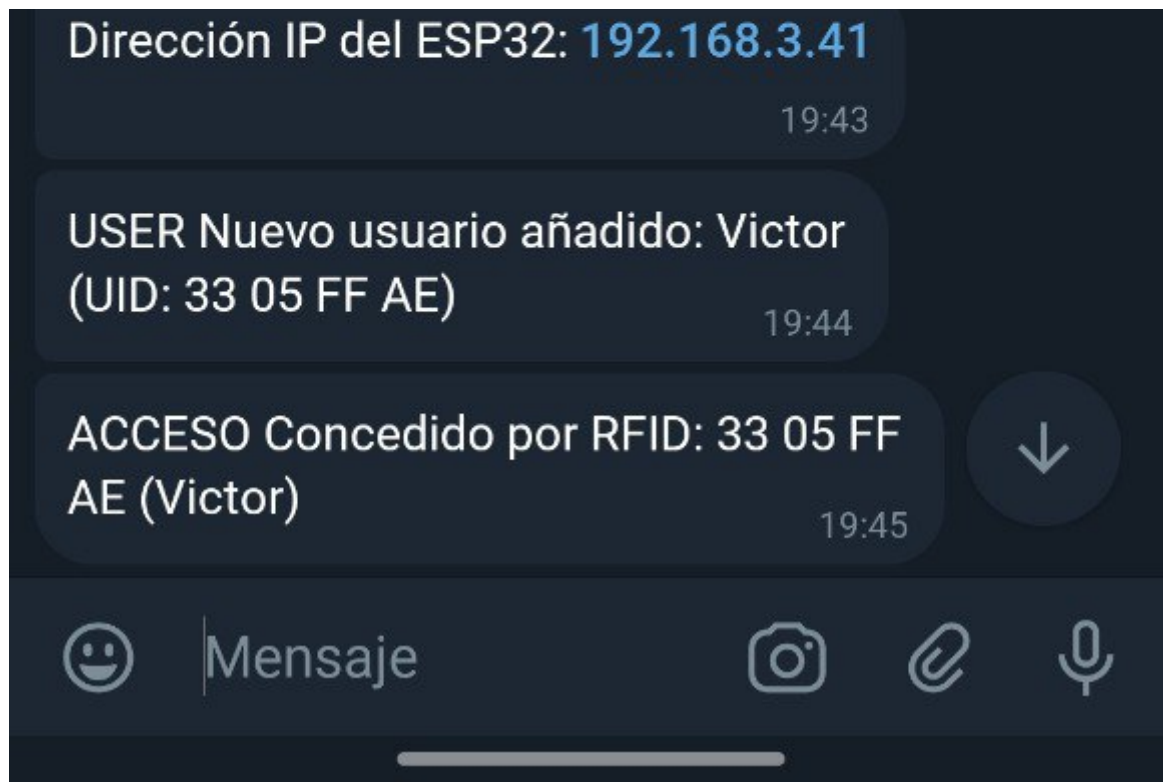 Dirección IP del ESP32: 192.168.3.41
19:43
USER Nuevo usuario añadido: Victor
(UID: 33 05 FF AE)
19:44
ACCESO Concedido por RFID: 33 05 FF
AE (Victor)
19:45
Mensaje